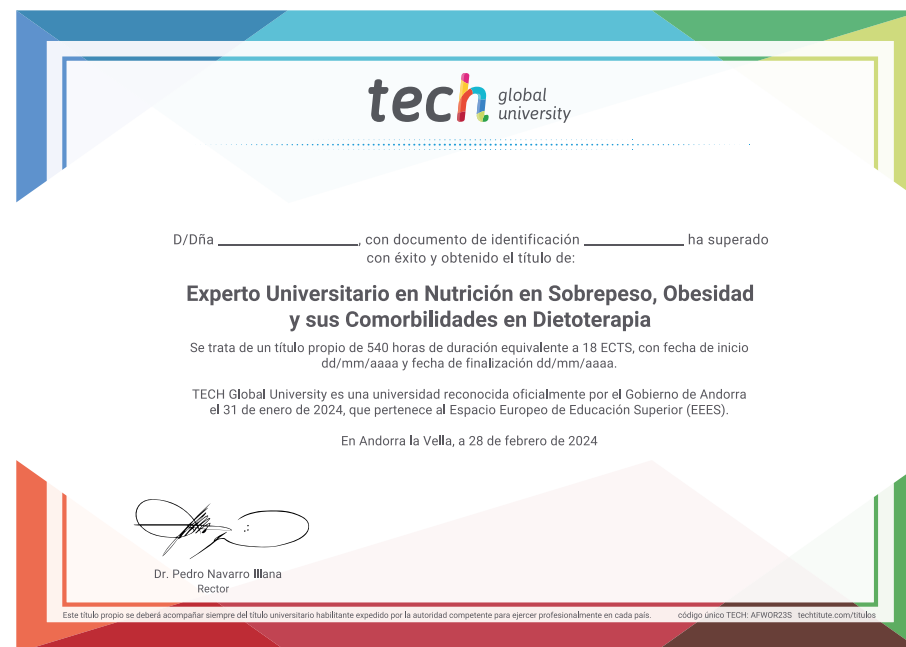 tech global university
D/Dña ____________________, con documento de identificación ______________ ha superado
con éxito y obtenido el título de:
Experto Universitario en Nutrición en Sobrepeso, Obesidad
y sus Comorbilidades en Dietoterapia
Se trata de un título propio de 540 horas de duración equivalente a 18 ECTS, con fecha de inicio
dd/mm/aaaa y fecha de finalización dd/mm/aaaa.
TECH Global University es una universidad reconocida oficialmente por el Gobierno de Andorra
el 31 de enero de 2024, que pertenece al Espacio Europeo de Educación Superior (EEES).
En Andorra la Vella, a 28 de febrero de 2024
Dr. Pedro Navarro Illana
Rector
Este título propio se deberá acompañar siempre del título universitario habilitante expedido por la autoridad competente para ejercer profesionalmente en cada país. código único TECH: AFWOR23S techtitute.com/titulos